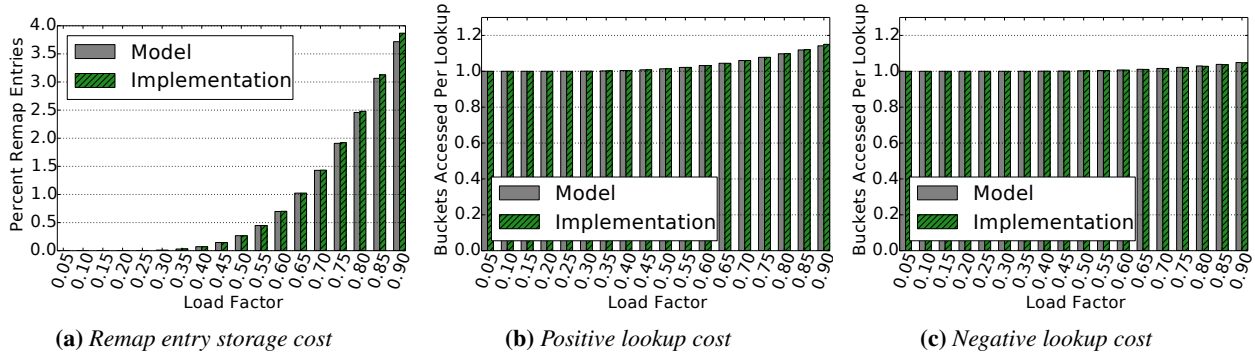 4.0
3.5
3.0
2.5
2.0
1.5
1.0
0.5
0.0
Percent Remap Entries
Model
Implementation
0.05 0.10 0.15 0.20 0.25 0.30 0.35 0.40 0.45 0.50 0.55 0.60 0.65 0.70 0.75 0.80 0.85 0.90
Load Factor
(a) Remap entry storage cost
1.2
1.0
0.8
0.6
0.4
0.2
0.0
Buckets Accessed Per Lookup
Model
Implementation
0.05 0.10 0.15 0.20 0.25 0.30 0.35 0.40 0.45 0.50 0.55 0.60 0.65 0.70 0.75 0.80 0.85 0.90
Load Factor
(b) Positive lookup cost
1.2
1.0
0.8
0.6
0.4
0.2
0.0
Buckets Accessed Per Lookup
Model
Implementation
0.05 0.10 0.15 0.20 0.25 0.30 0.35 0.40 0.45 0.50 0.55 0.60 0.65 0.70 0.75 0.80 0.85 0.90
Load Factor
(c) Negative lookup cost